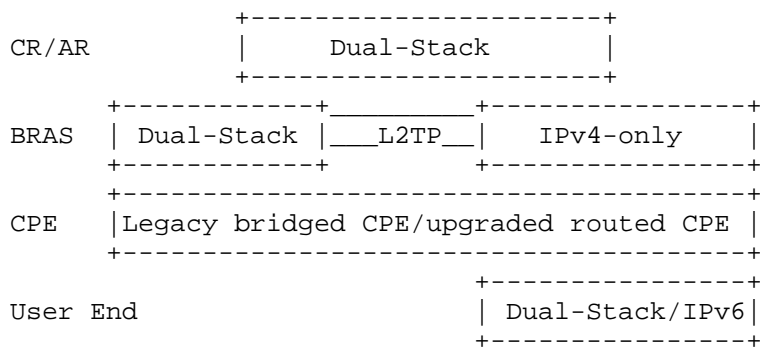 CR/AR | Dual-Stack |
BRAS | Dual-Stack |___L2TP__| IPv4-only |
CPE |Legacy bridged CPE/upgraded routed CPE |
User End | Dual-Stack/IPv6|